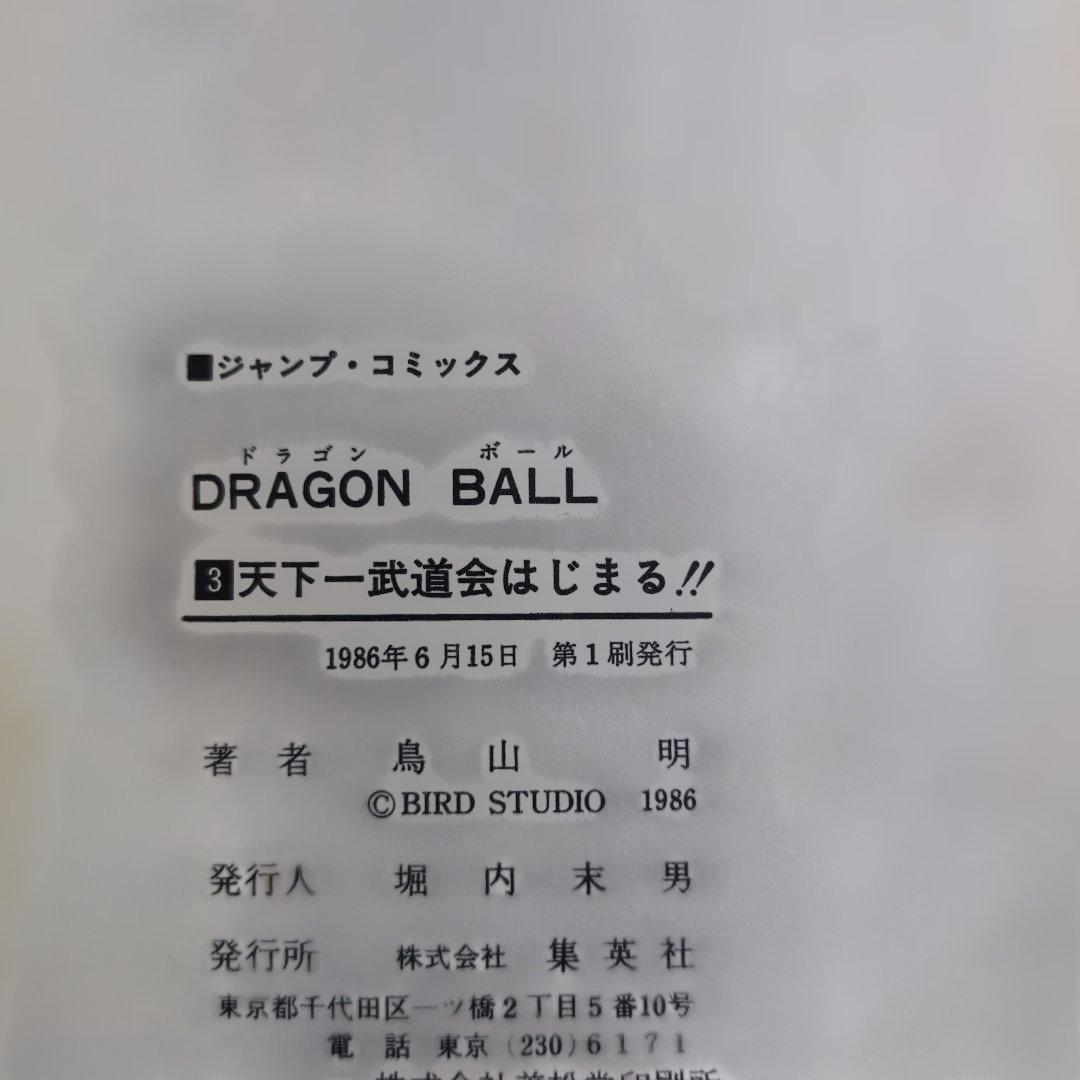 ■ジャンプ・コミックス
ドラゴン ボール
DRAGON BALL
3天下一武道会はじまる!!
1986年6月15日 第1刷発行
著者 鳥山 明
©BIRD STUDIO 1986
発行人 堀内末男
発行所 株式会社 集英社
東京都千代田区一ツ橋2丁目5番10号
電話 東京(230)6171